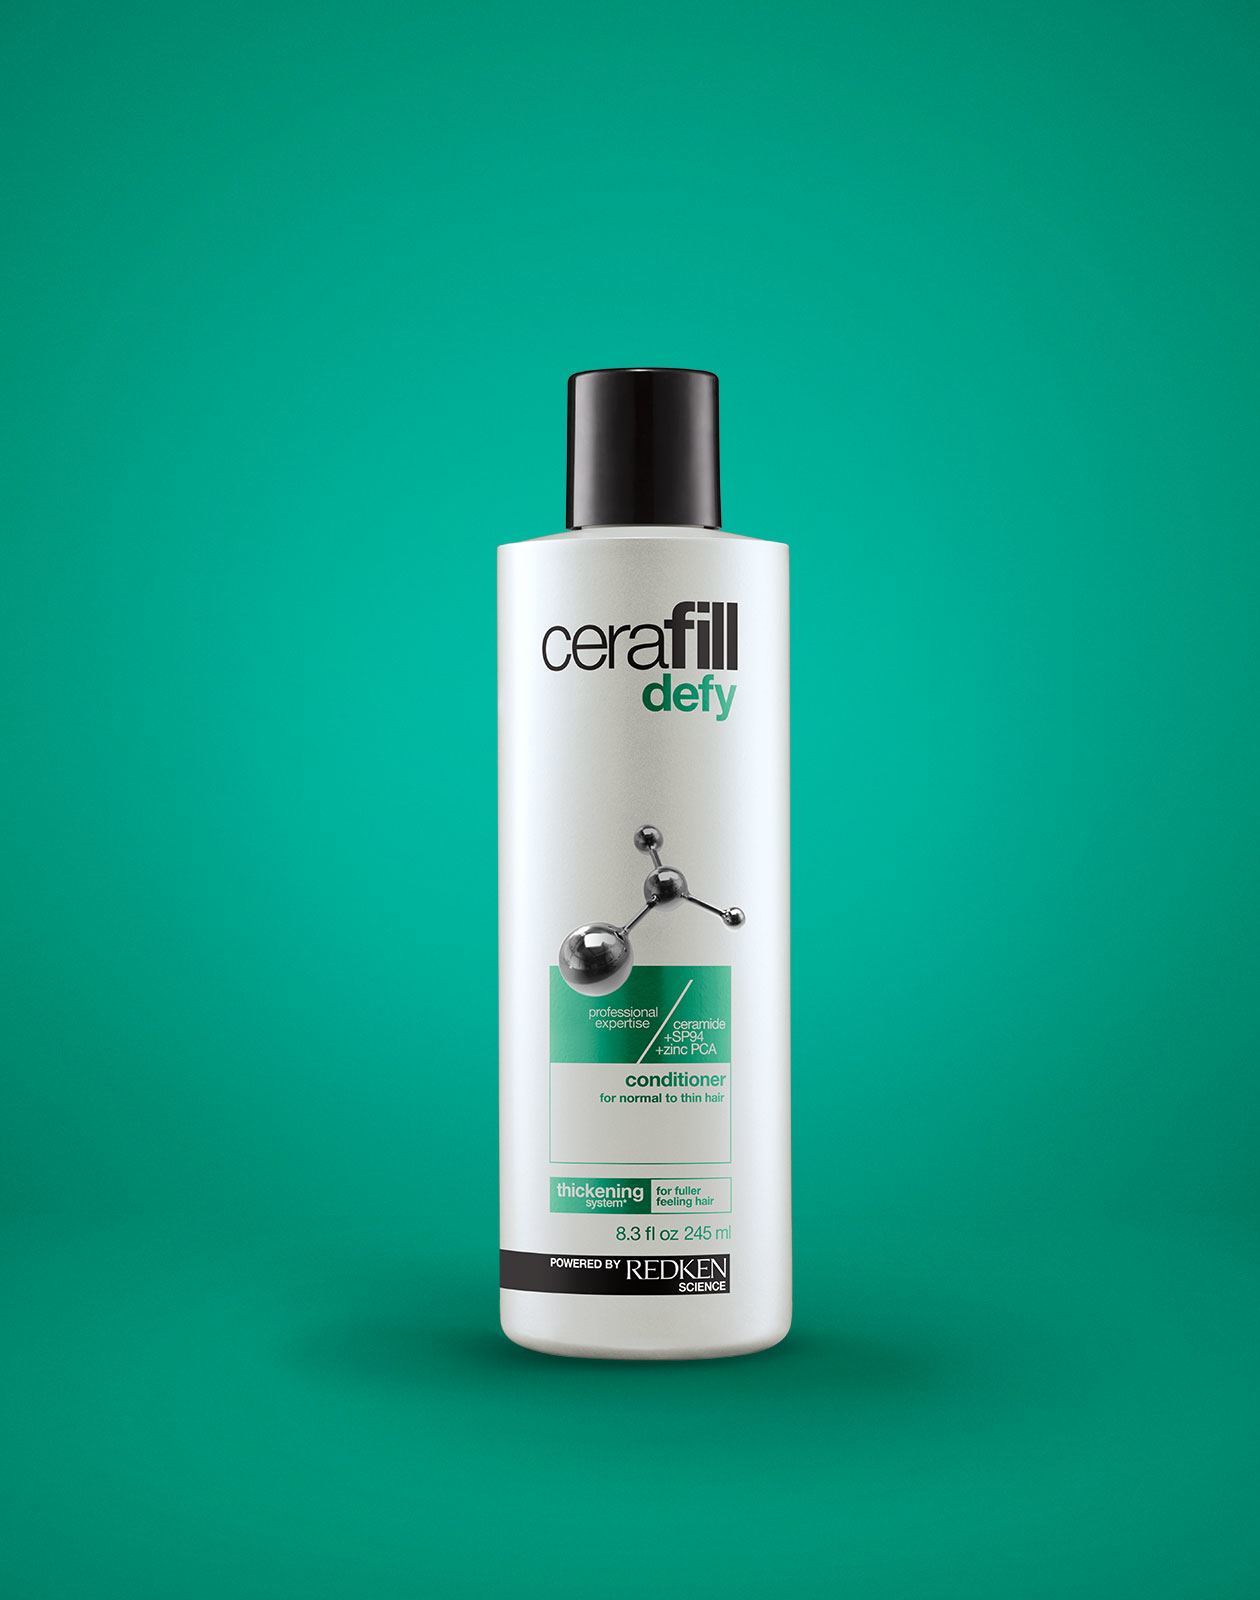 cerafill
defy
professional
expertise
ceramide
+SP94
+zinc PCA
conditioner
for normal to thin hair
thickening
system*
for fuller
feeling hair
8.3 fl oz 245 ml
POWERED BY REDKEN
SCIENCE